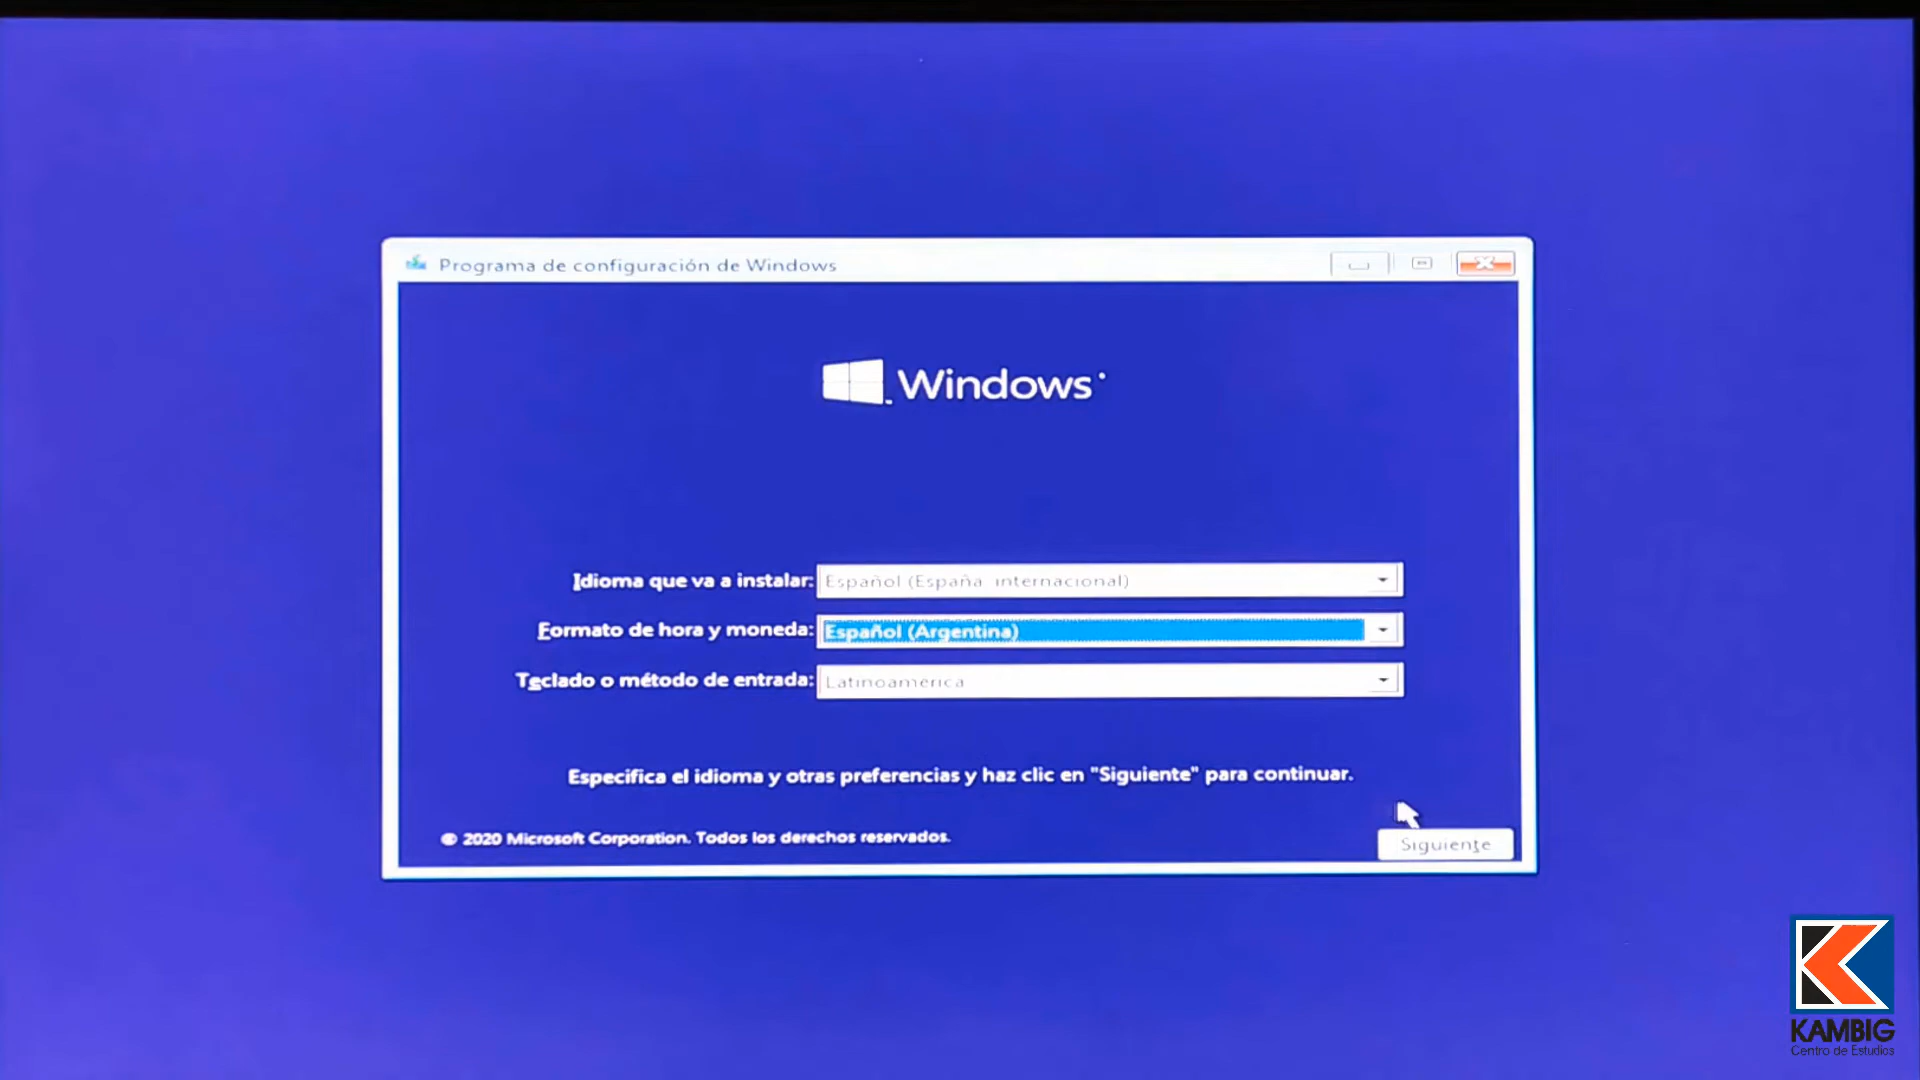 Programa de configuración de Windows
Windows
Idioma que va a instalar: Español (España internacional)
Formato de hora y moneda: Español (Argentina)
Teclado o método de entrada: Latinoamérica
Especifica el idioma y otras preferencias y haz clic en "Siguiente" para continuar.
© 2020 Microsoft Corporation. Todos los derechos reservados.
Siguiente
KAMBIG
Centro de Estudios